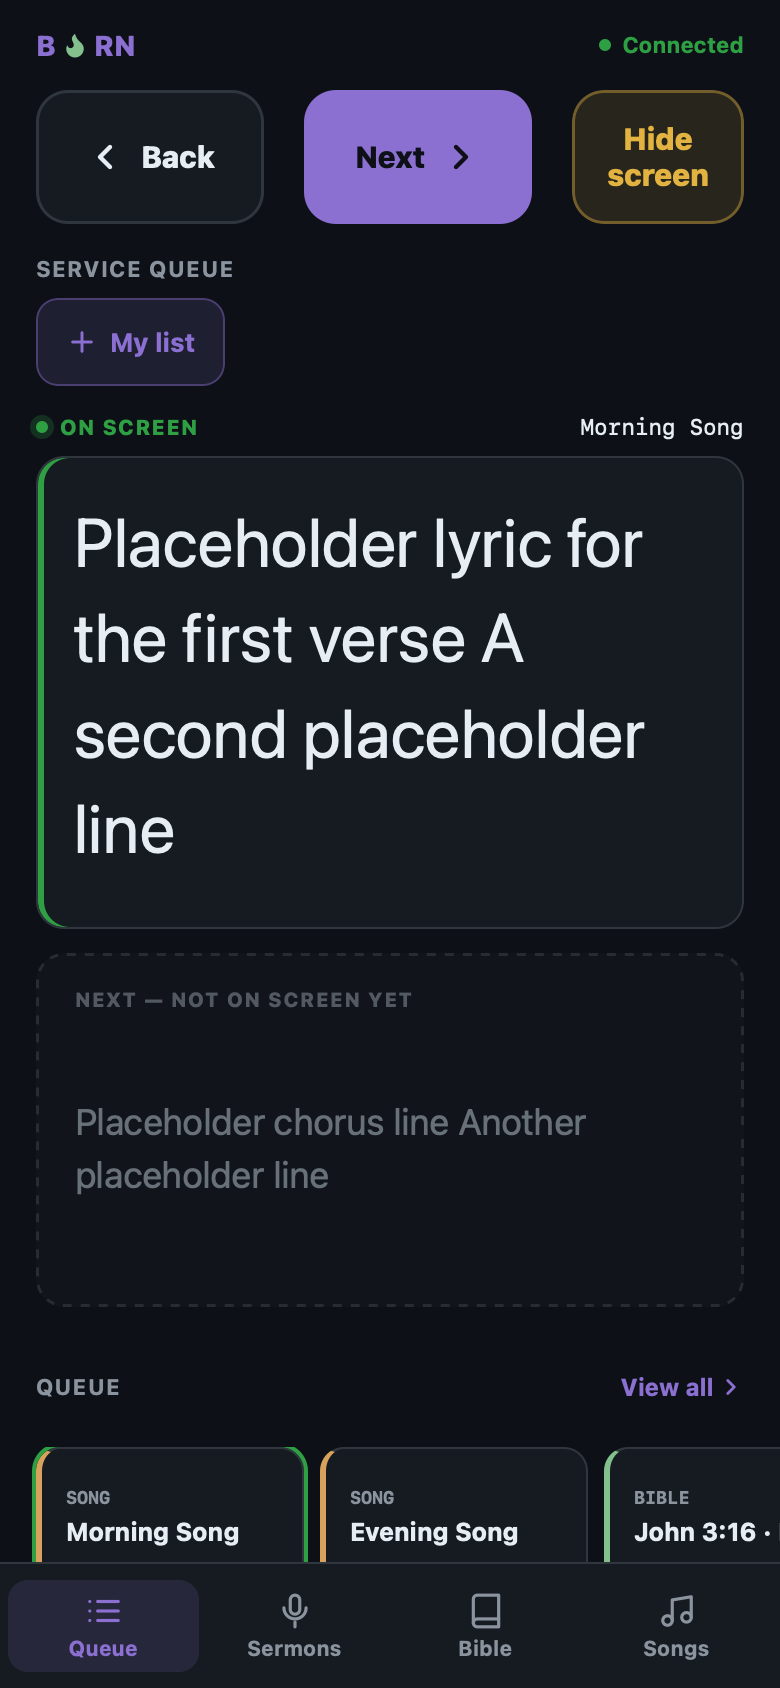 B RN
Connected
Back
Next
Hide
screen
SERVICE QUEUE
My list
ON SCREEN
Morning Song
Placeholder lyric for
the first verse A
second placeholder
line
NEXT — NOT ON SCREEN YET
Placeholder chorus line Another
placeholder line
QUEUE
View all
SONG
Morning Song
SONG
Evening Song
BIBLE
John 3:16 ·
Queue
Sermons
Bible
Songs